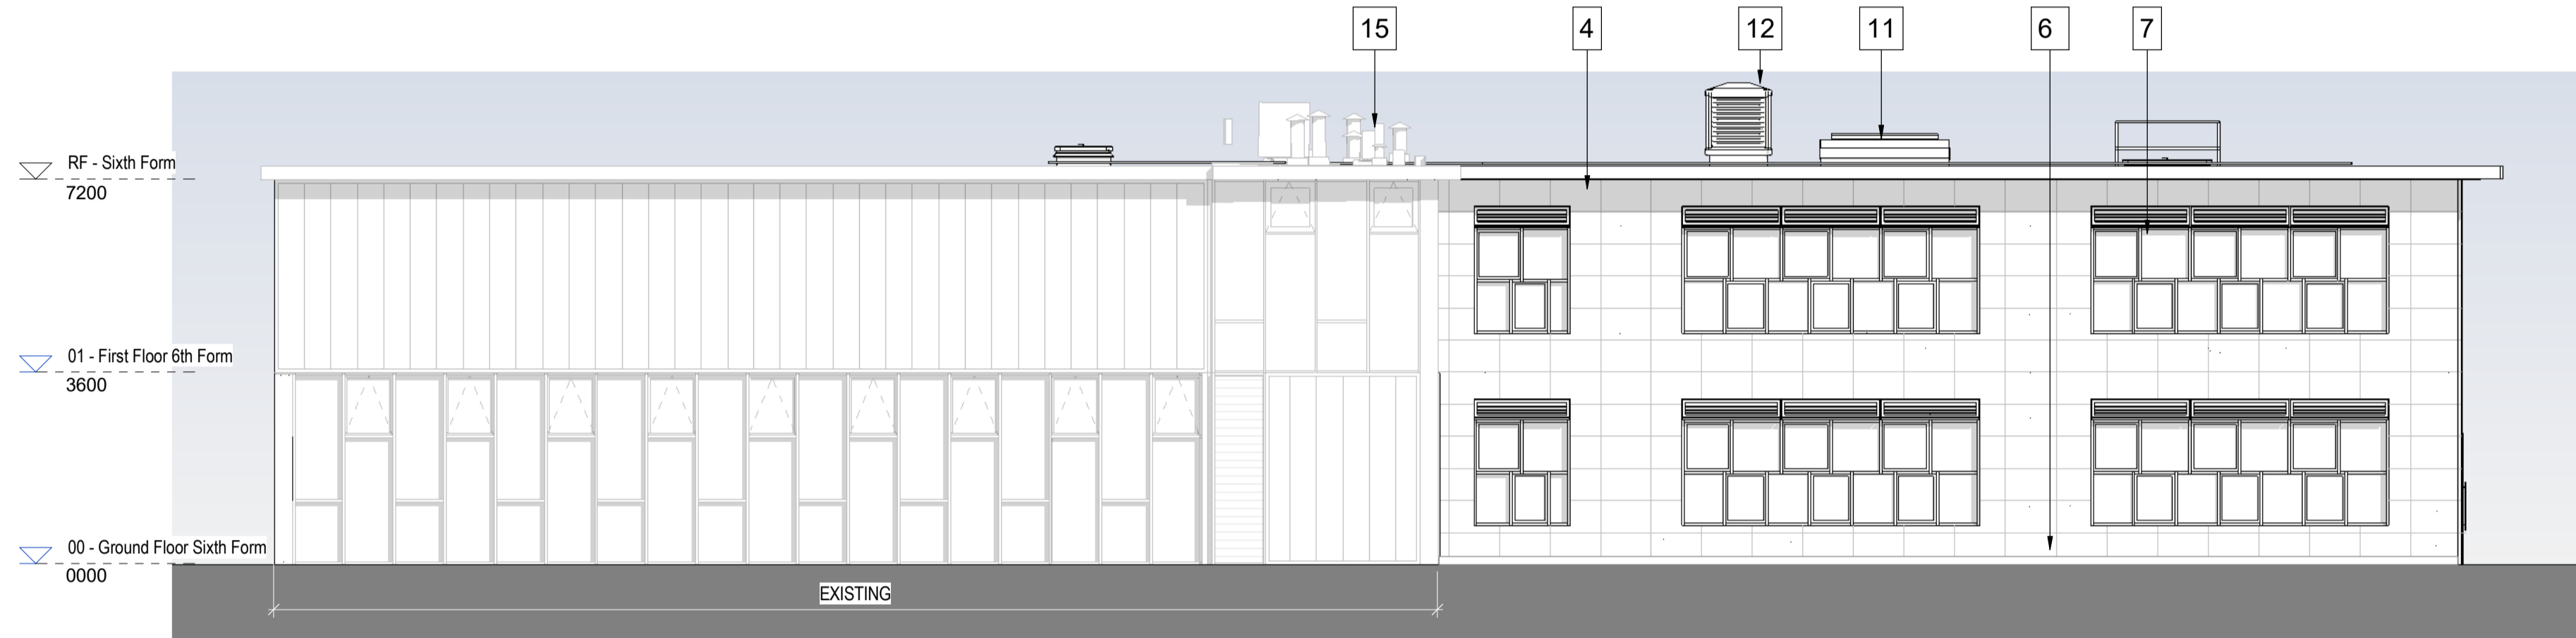 15
4
12
11
6
7
RF - Sixth Form
7200
01 - First Floor 6th Form
3600
00 - Ground Floor Sixth Form
0000
EXISTING